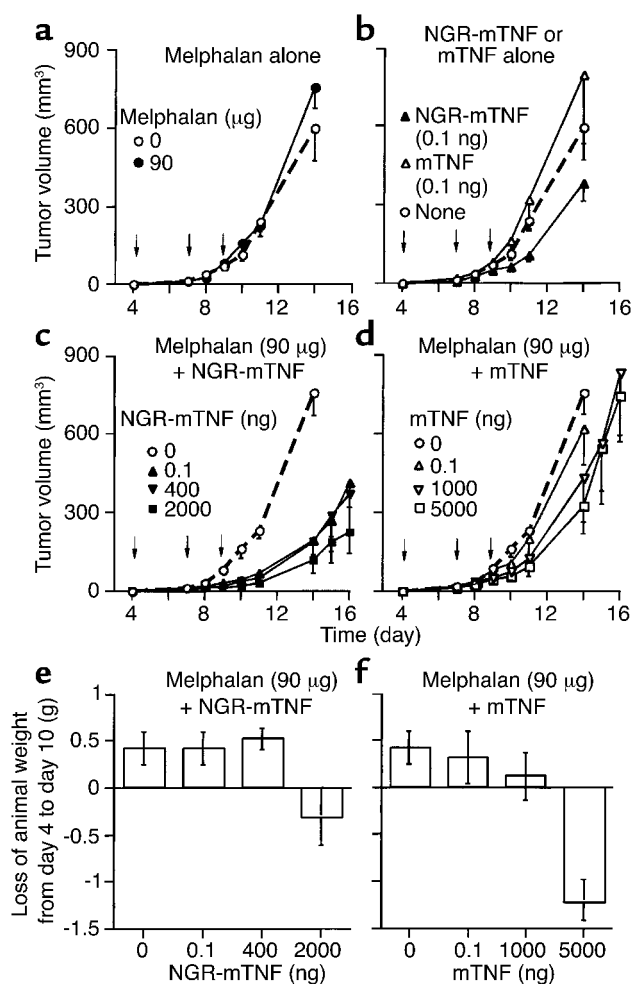 a
Melphalan alone
900
600
300
0
Tumor volume (mm³)
Melphalan (µg)
0
90
4
8
12
16
b
NGR-mTNF or
mTNF alone
NGR-mTNF
(0.1 ng)
mTNF
(0.1 ng)
None
4
8
12
16
c
Melphalan (90 µg)
+ NGR-mTNF
900
600
300
0
Tumor volume (mm³)
NGR-mTNF (ng)
0
0.1
400
2000
4
8
12
16
d
Melphalan (90 µg)
+ mTNF
mTNF (ng)
0
0.1
1000
5000
4
8
12
16
Time (day)
e
Melphalan (90 µg)
+ NGR-mTNF
1
0.5
0
-0.5
-1
-1.5
Loss of animal weight
from day 4 to day 10 (g)
0
0.1
400
2000
NGR-mTNF (ng)
f
Melphalan (90 µg)
+ mTNF
0
0.1
1000
5000
mTNF (ng)